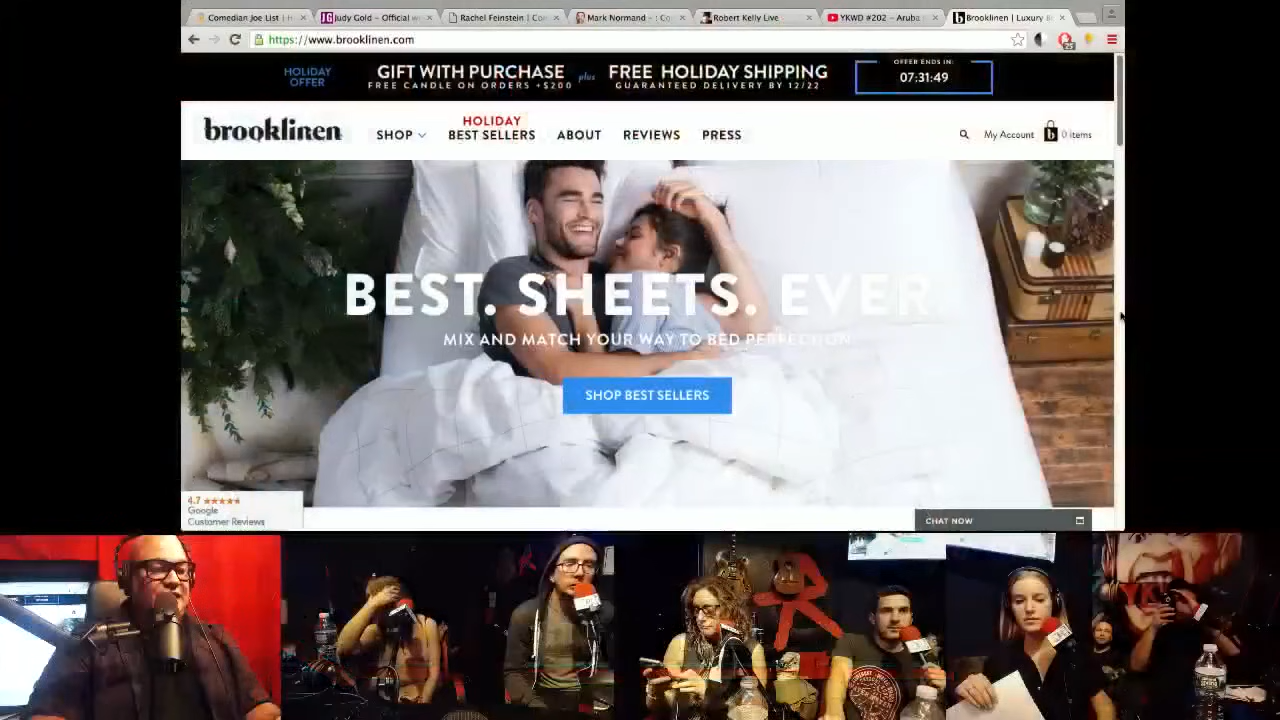 Comedian Joe List | H
Judy Gold – Official w
Rachel Feinstein | Con
Mark Normand – : Co
Robert Kelly Live
YKWD #202 – Aruba
Brooklinen | Luxury B
https://www.brooklinen.com
25
HOLIDAY OFFER
GIFT WITH PURCHASE plus FREE HOLIDAY SHIPPING
FREE CANDLE ON ORDERS +$200
GUARANTEED DELIVERY BY 12/22
OFFER ENDS IN:
07:31:49
brooklinen
SHOP
HOLIDAY
BEST SELLERS
ABOUT
REVIEWS
PRESS
My Account
b
0 items
BEST. SHEETS. EVER
MIX AND MATCH YOUR WAY TO BED PERFECTION
SHOP BEST SELLERS
4.7
Google
Customer Reviews
CHAT NOW
YK